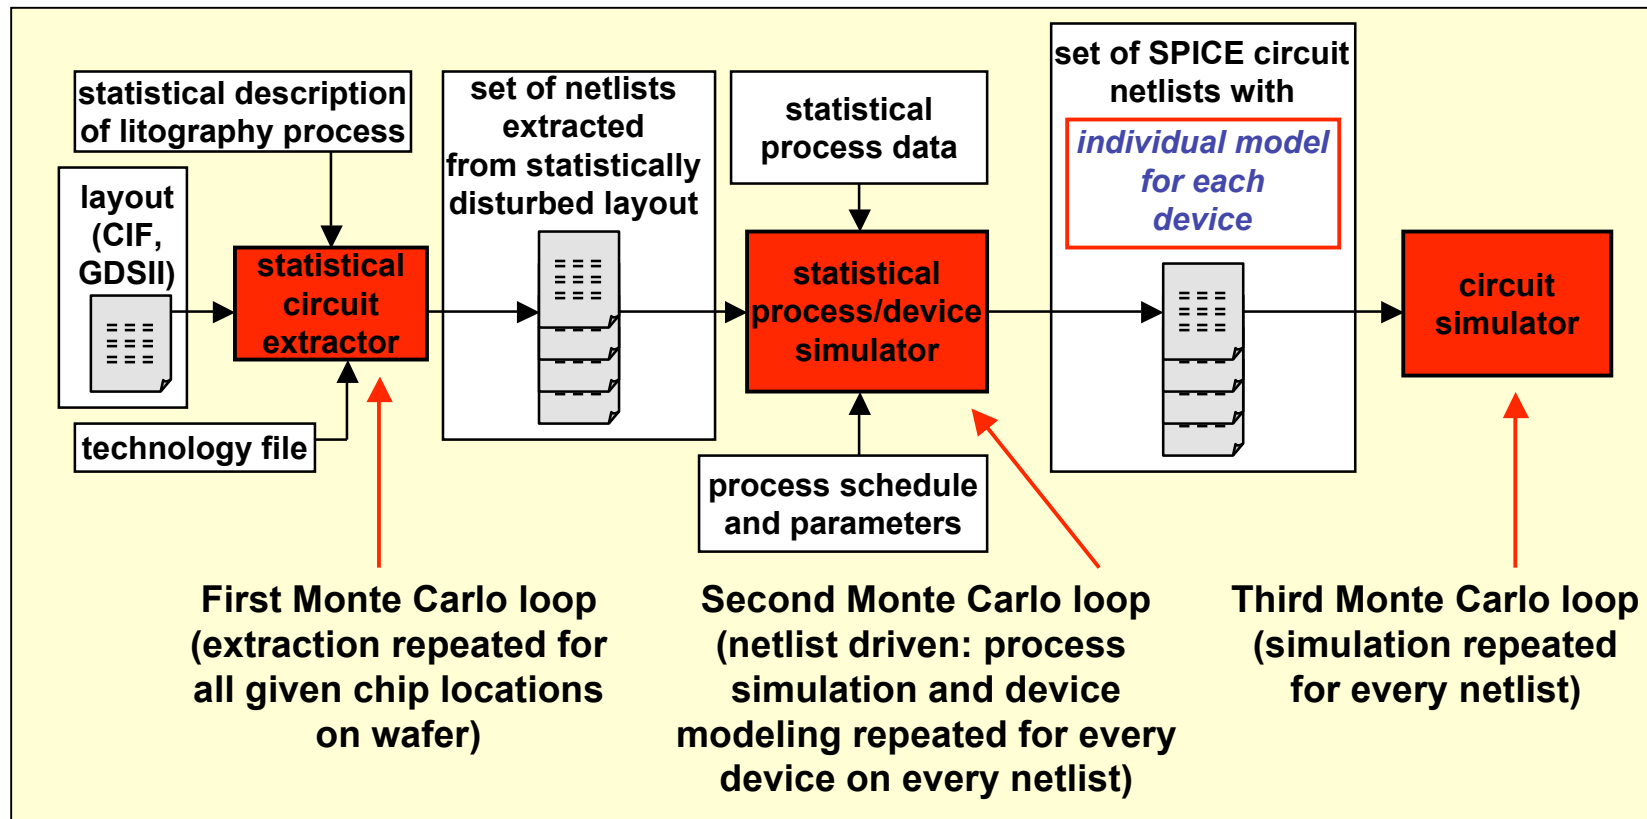 statistical description
of litography process
layout
(CIF,
GDSII)
statistical
circuit
extractor
technology file
set of netlists
extracted
from statistically
disturbed layout
statistical
process data
statistical
process/device
simulator
process schedule
and parameters
set of SPICE circuit
netlists with
individual model
for each
device
circuit
simulator
First Monte Carlo loop
(extraction repeated for
all given chip locations
on wafer)
Second Monte Carlo loop
(netlist driven: process
simulation and device
modeling repeated for every
device on every netlist)
Third Monte Carlo loop
(simulation repeated
for every netlist)